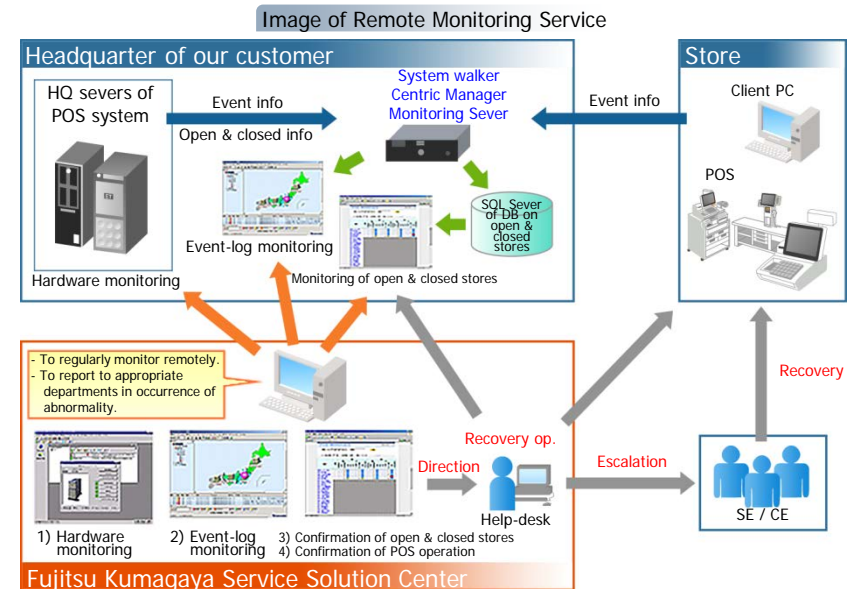 Image of Remote Monitoring Service
Headquarter of our customer
Store
HQ severs of
POS system
Event info
Open & closed info
System walker
Centric Manager
Monitoring Sever
Event info
Client PC
POS
SQL Sever
of DB on
open &
closed
stores
Event-log monitoring
Hardware monitoring
Monitoring of open & closed stores
- To regularly monitor remotely.
- To report to appropriate
departments in occurrence of
abnormality.
Recovery
Recovery op.
Direction
Escalation
Help-desk
SE / CE
1) Hardware
monitoring
2) Event-log
monitoring
3) Confirmation of open & closed stores
4) Confirmation of POS operation
Fujitsu Kumagaya Service Solution Center